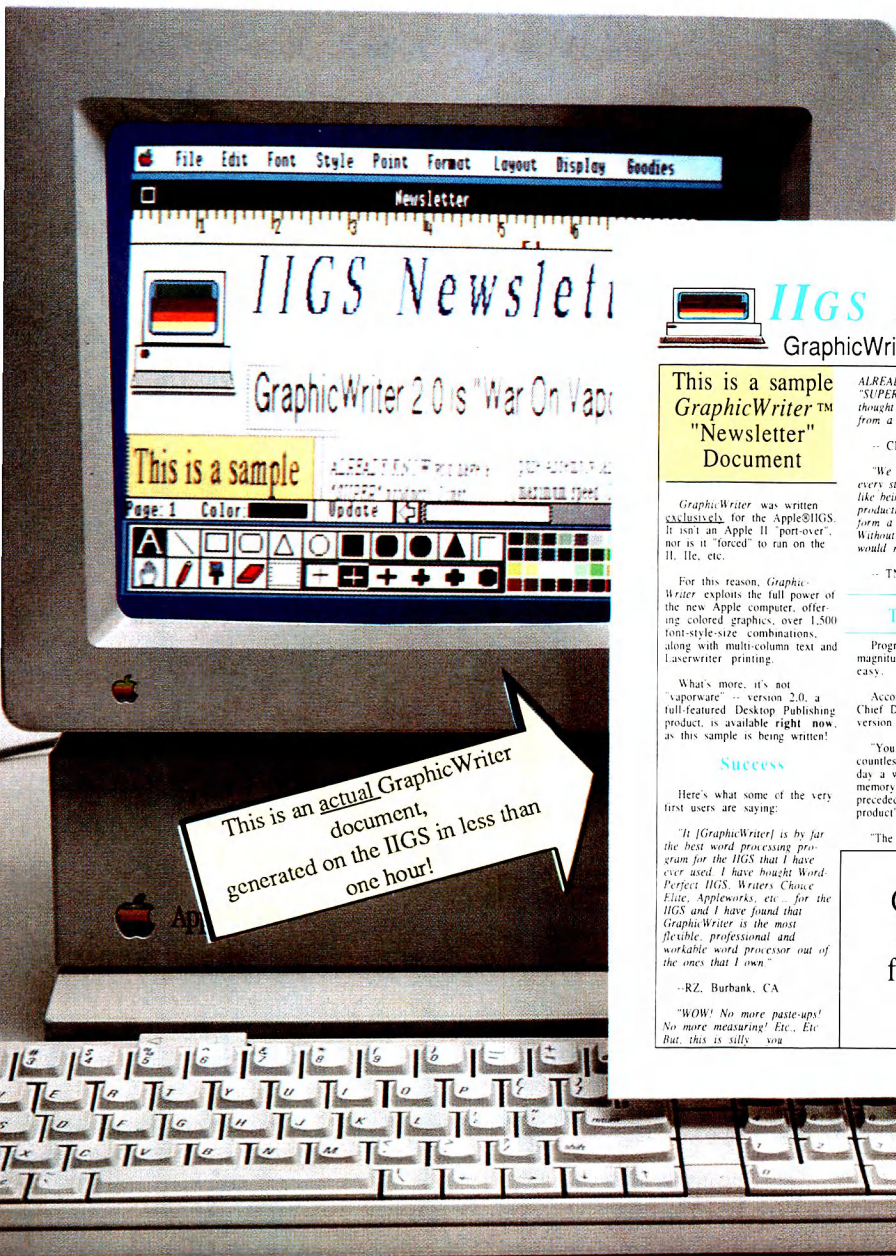 File Edit Font Style Point Format Layout Display Goodies
Newsletter
IIGS Newslett
GraphicWriter 2.0 is "War On Vapo
This is a sample
Page: 1 Color: Update
A
This is an actual GraphicWriter
document,
generated on the IIGS in less than
one hour!
App
IIGS
GraphicWri
This is a sample
GraphicWriter™
"Newsletter"
Document
GraphicWriter was written
exclusively for the Apple®IIGS.
It isn't an Apple II "port-over",
nor is it "forced" to ran on the
II, IIe, etc.
For this reason, Graphic-
Writer exploits the full power of
the new Apple computer, offer-
ing colored graphics, over 1,500
font-style-size combinations,
along with multi-column text and
Laserwriter printing.
What's more, it's not
"vaporware" -- version 2.0, a
full-featured Desktop Publishing
product, is available right now,
as this sample is being written!
Success
Here's what some of the very
first users are saying:
"It [GraphicWriter] is by far
the best word processing pro-
gram for the IIGS that I have
ever used. I have bought Word-
Perfect IIGS, Writers Choice
Elite, Appleworks, etc... for the
IIGS and I have found that
GraphicWriter is the most
flexible, professional and
workable word processor out of
the ones that I own."
--RZ, Burbank, CA
"WOW! No more paste-ups!
No more measuring! Etc., Etc
But, this is silly you
ALREAD
"SUPER
thought
from a
-- C
"We
every st
like bein
producti
form a
Without
would r
-- TN
T
Progr
magnitu
easy.
Acco
Chief D
version
"You
countles
day a v
memory
preceded
product"
"The
f